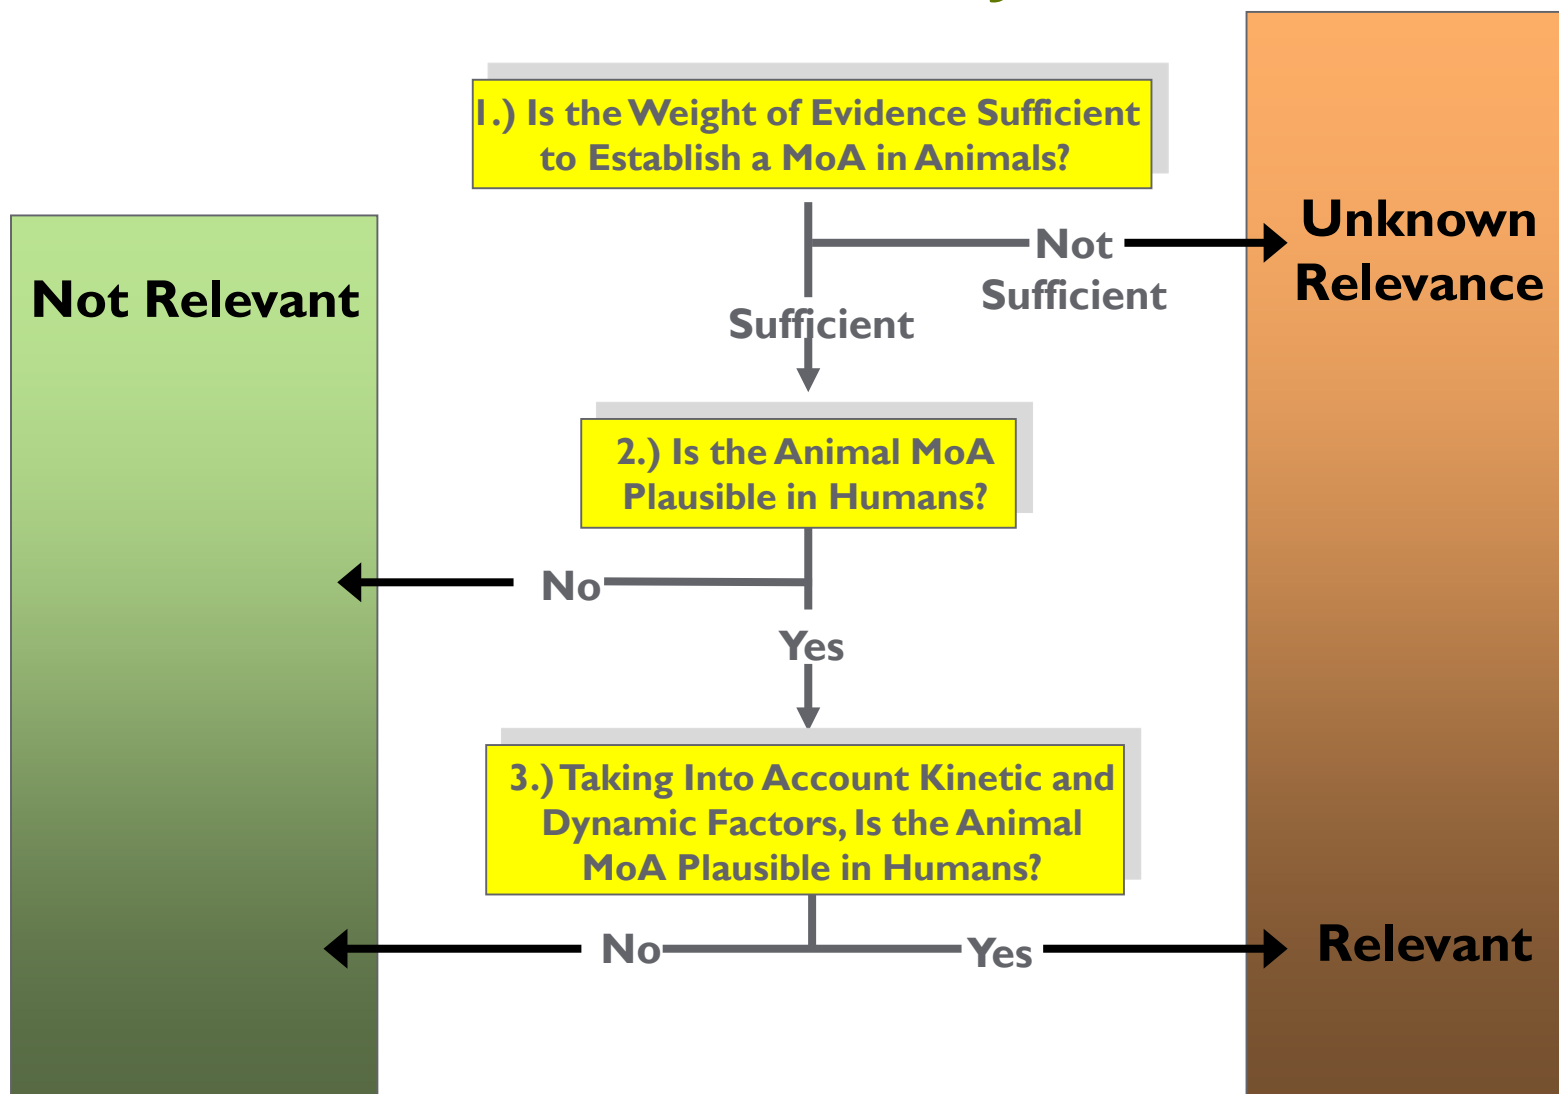 1.) Is the Weight of Evidence Sufficient
to Establish a MoA in Animals?
Not
Sufficient
Unknown
Relevance
Not Relevant
Sufficient
2.) Is the Animal MoA
Plausible in Humans?
No
Yes
3.) Taking Into Account Kinetic and
Dynamic Factors, Is the Animal
MoA Plausible in Humans?
No
Yes
Relevant